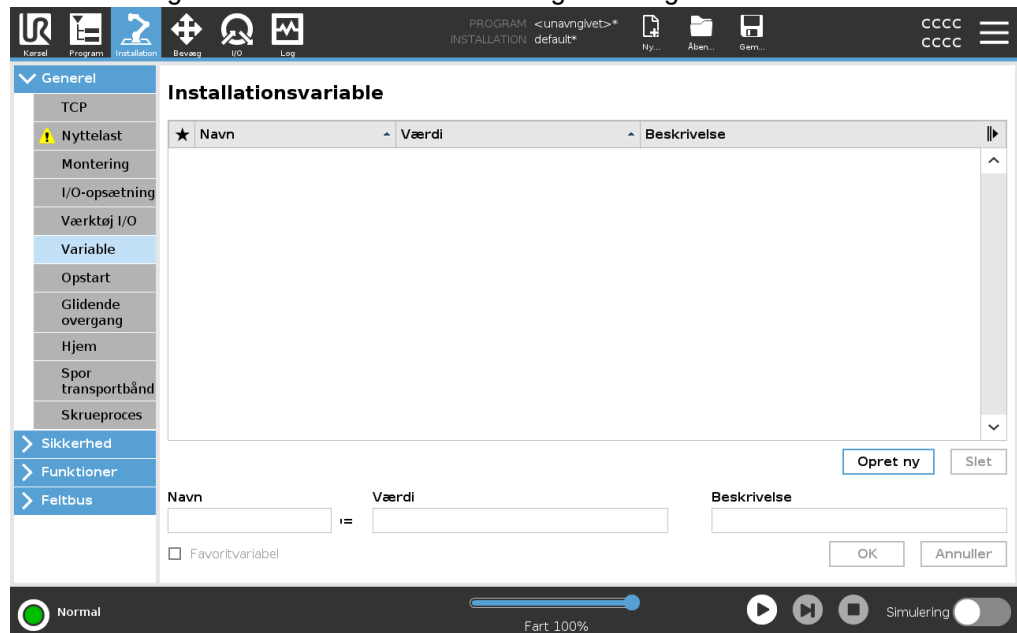 UR
PROGRAM <unavngivet>*
INSTALLATION default*
CCCC
CCCC
Kørsel Program Installation Bevæg I/O Log Ny... Åben... Gem...
Generel
TCP
Nyttelast
Montering
I/O-opsætning
Værktøj I/O
Variable
Opstart
Glidende
overgang
Hjem
Spor
transportbånd
Skrueproces
Sikkerhed
Funktioner
Feltbus
Installationsvariable
★ Navn Værdi Beskrivelse
Opret ny Slet
Navn Værdi Beskrivelse
:=
Favoritvariabel
OK Annuller
Normal
Fart 100%
Simulering